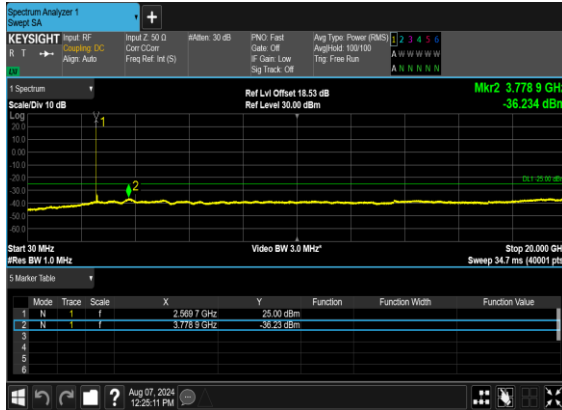 Spectrum Analyzer 1
Swept SA
+
KEYSIGHT Input: RF Input Z: 50 Ω #Atten: 30 dB PNO: Fast Avg Type: Power (RMS) 1 2 3 4 5 6
R T Coupling: DC Corr CCorr Gate: Off Avg|Hold: 100/100 A W W W W W
Align: Auto Freq Ref: Int (S) IF Gain: Low Trig: Free Run
Sig Track: Off A N N N N N
1 Spectrum Ref Lvl Offset 18.53 dB Mkr2 3.778 9 GHz
Scale/Div 10 dB Ref Level 30.00 dBm -36.234 dBm
Log
20.0
10.0
0.00
-10.0
-20.0
-30.0
-40.0
-50.0
-60.0
1
2
DL1 -25.00 dBm
Start 30 MHz Video BW 3.0 MHz* Stop 20.000 GHz
#Res BW 1.0 MHz Sweep 34.7 ms (40001 pts)
5 Marker Table
Mode Trace Scale X Y Function Function Width Function Value
1 N 1 f 2.569 7 GHz 25.00 dBm
2 N 1 f 3.778 9 GHz -36.23 dBm
3
4
5
6
? Aug 07, 2024
12:25:11 PM